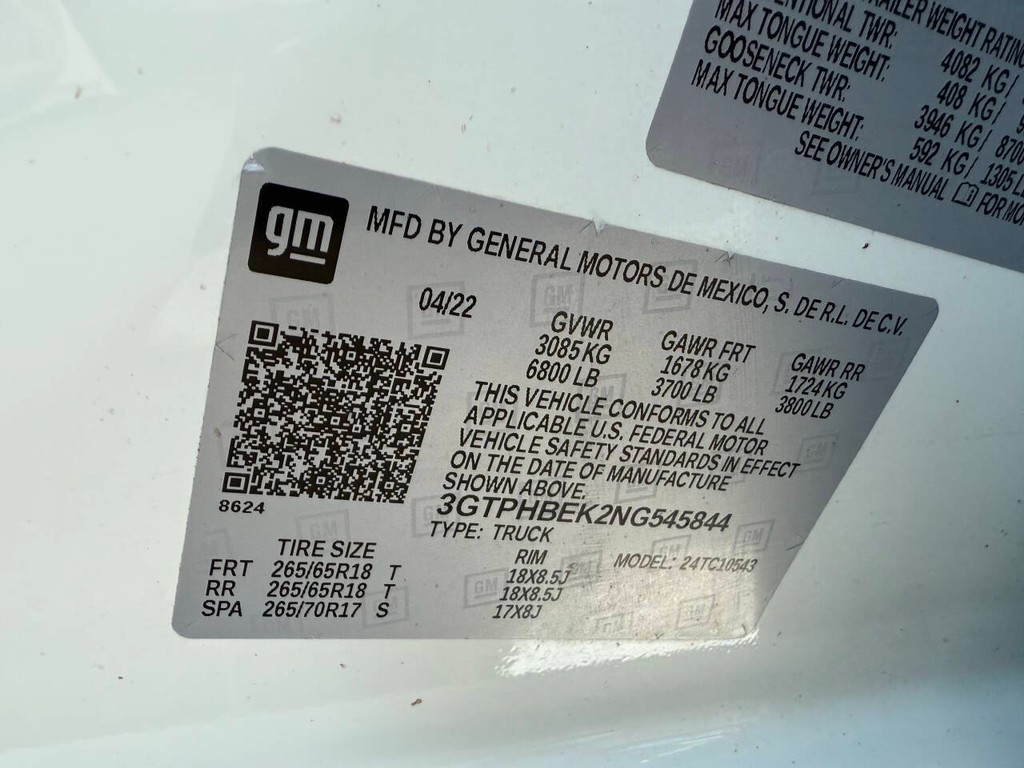 TRAILER WEIGHT RATING
TWR:
MAX TONGUE WEIGHT: 4082 KG/
GOOSENECK TWR: 408 KG/
MAX TONGUE WEIGHT: 3946 KG/ 8700
592 KG/ 1305 L
SEE OWNER'S MANUAL FOR MO
gm
MFD BY GENERAL MOTORS DE MEXICO, S. DE R.L. DE C.V.
04/22 GVWR GAWR FRT GAWR RR
3085 KG 1678 KG 1724 KG
6800 LB 3700 LB 3800 LB
THIS VEHICLE CONFORMS TO ALL
APPLICABLE U.S. FEDERAL MOTOR
VEHICLE SAFETY STANDARDS IN EFFECT
ON THE DATE OF MANUFACTURE
SHOWN ABOVE.
8624
3GTPHBEK2NG545844
TYPE: TRUCK
MODEL: 24TC10543
TIRE SIZE RIM
FRT 265/65R18 T 18X8.5J
RR 265/65R18 T 18X8.5J
SPA 265/70R17 S 17X8J